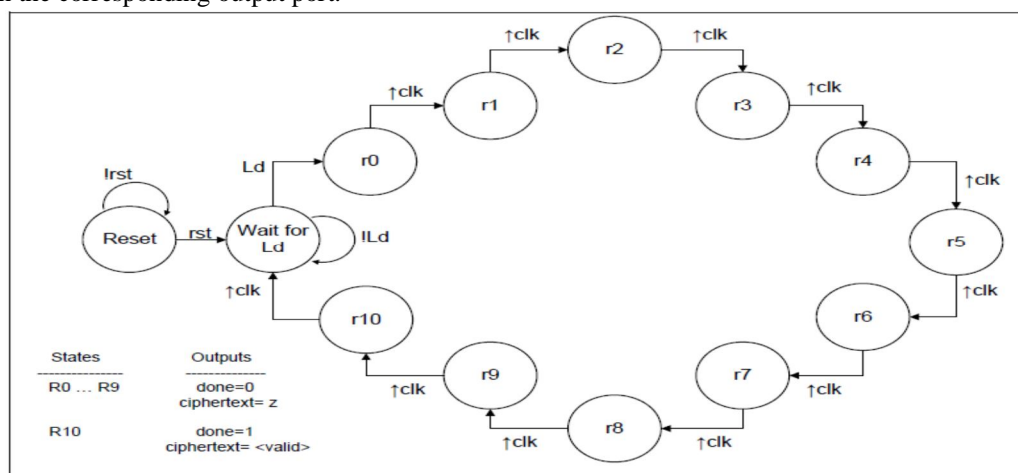 the corresponding output port.
↑clk
r2
↑clk
r1
r3
↑clk
↑clk
r0
r4
Ld
↑clk
!rst
Reset
rst
Wait for
Ld
!Ld
r5
↑clk
↑clk
r10
r6
States
Outputs
---------------
-------------
R0 ... R9
done=0
ciphertext= z
r9
r7
↑clk
↑clk
r8
↑clk
↑clk
R10
done=1
ciphertext= <valid>